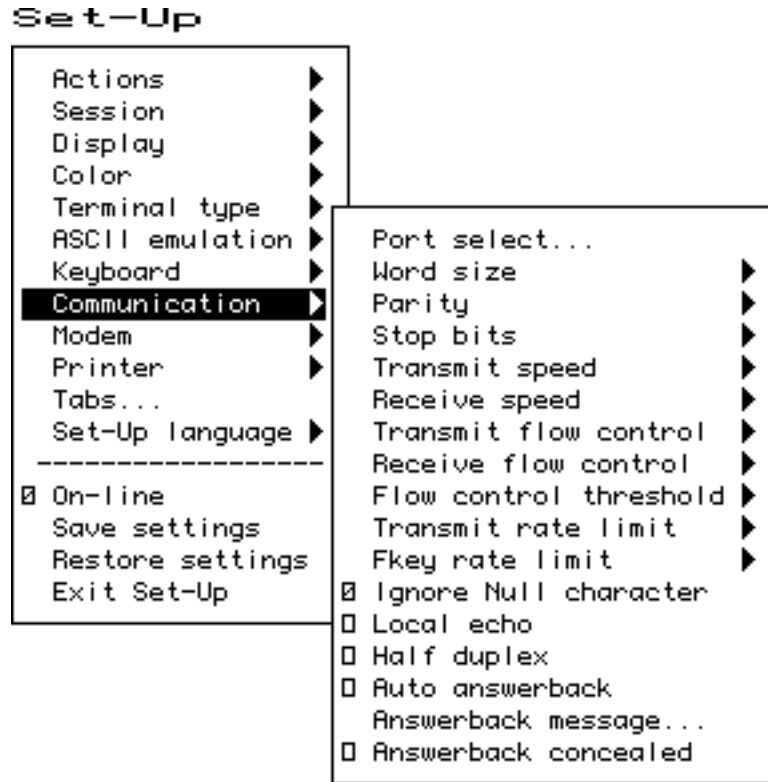 Set-Up
Actions
Session
Display
Color
Terminal type
ASCII emulation
Keyboard
Communication
Modem
Printer
Tabs...
Set-Up language
------------------
On-line
Save settings
Restore settings
Exit Set-Up
Port select...
Word size
Parity
Stop bits
Transmit speed
Receive speed
Transmit flow control
Receive flow control
Flow control threshold
Transmit rate limit
Fkey rate limit
Ignore Null character
Local echo
Half duplex
Auto answerback
Answerback message...
Answerback concealed